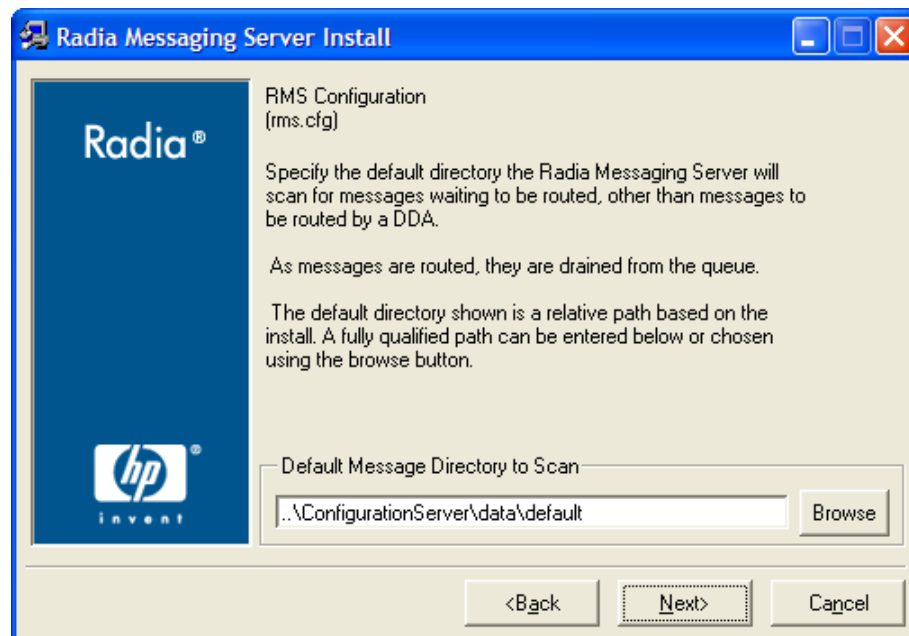 Radia Messaging Server Install
Radia®
RMS Configuration
(rms.cfg)
Specify the default directory the Radia Messaging Server will
scan for messages waiting to be routed, other than messages to
be routed by a DDA.
As messages are routed, they are drained from the queue.
The default directory shown is a relative path based on the
install. A fully qualified path can be entered below or chosen
using the browse button.
hp®
invent
Default Message Directory to Scan
..\ConfigurationServer\data\default
Browse
<Back
Next>
Cancel